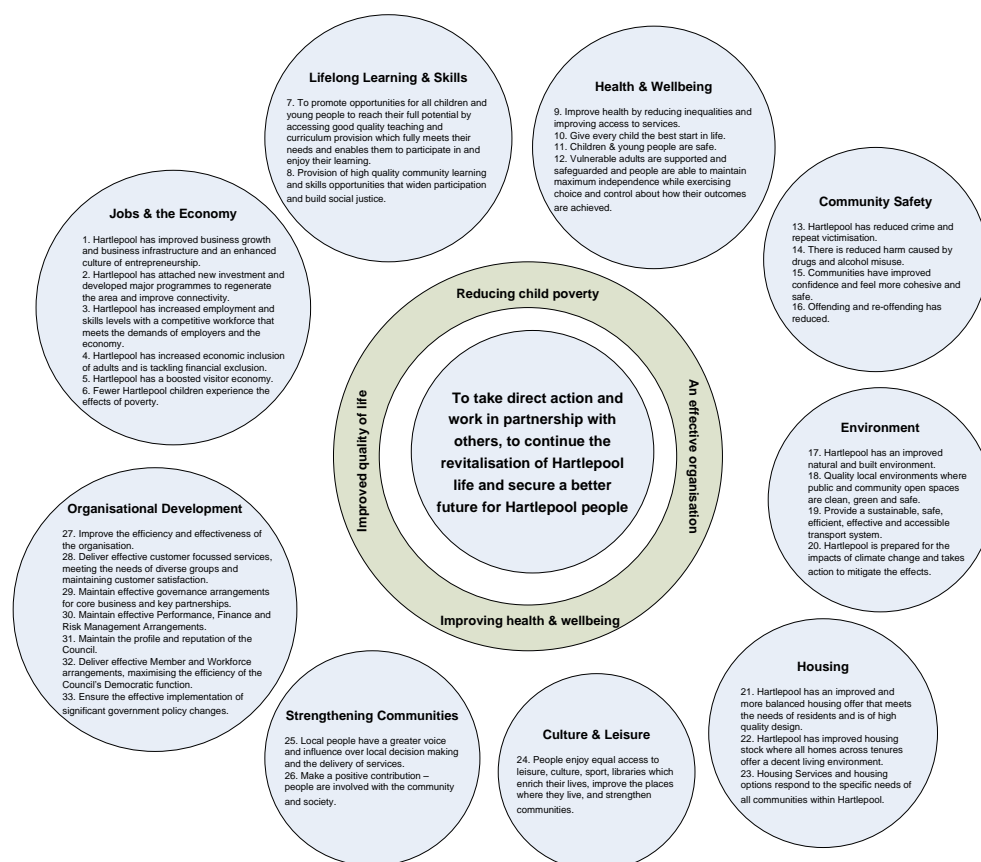 Lifelong Learning & Skills
7. To promote opportunities for all children and
young people to reach their full potential by
accessing good quality teaching and
curriculum provision which fully meets their
needs and enables them to participate in and
enjoy their learning.
8. Provision of high quality community learning
and skills opportunities that widen participation
and build social justice.
Health & Wellbeing
9. Improve health by reducing inequalities and
improving access to services.
10. Give every child the best start in life.
11. Children & young people are safe.
12. Vulnerable adults are supported and
safeguarded and people are able to maintain
maximum independence while exercising
choice and control about how their outcomes
are achieved.
Jobs & the Economy
1. Hartlepool has improved business growth
and business infrastructure and an enhanced
culture of entrepreneurship.
2. Hartlepool has attached new investment and
developed major programmes to regenerate
the area and improve connectivity.
3. Hartlepool has increased employment and
skills levels with a competitive workforce that
meets the demands of employers and the
economy.
4. Hartlepool has increased economic inclusion
of adults and is tackling financial exclusion.
5. Hartlepool has a boosted visitor economy.
6. Fewer Hartlepool children experience the
effects of poverty.
Community Safety
13. Hartlepool has reduced crime and
repeat victimisation.
14. There is reduced harm caused by
drugs and alcohol misuse.
15. Communities have improved
confidence and feel more cohesive and
safe.
16. Offending and re-offending has
reduced.
Reducing child poverty
Improved quality of life
An effective organisation
Improving health & wellbeing
To take direct action and
work in partnership with
others, to continue the
revitalisation of Hartlepool
life and secure a better
future for Hartlepool people
Environment
17. Hartlepool has an improved
natural and built environment.
18. Quality local environments where
public and community open spaces
are clean, green and safe.
19. Provide a sustainable, safe,
efficient, effective and accessible
transport system.
20. Hartlepool is prepared for the
impacts of climate change and takes
action to mitigate the effects.
Organisational Development
27. Improve the efficiency and effectiveness of
the organisation.
28. Deliver effective customer focussed services,
meeting the needs of diverse groups and
maintaining customer satisfaction.
29. Maintain effective governance arrangements
for core business and key partnerships.
30. Maintain effective Performance, Finance and
Risk Management Arrangements.
31. Maintain the profile and reputation of the
Council.
32. Deliver effective Member and Workforce
arrangements, maximising the efficiency of the
Council's Democratic function.
33. Ensure the effective implementation of
significant government policy changes.
Strengthening Communities
25. Local people have a greater voice
and influence over local decision making
and the delivery of services.
26. Make a positive contribution –
people are involved with the community
and society.
Culture & Leisure
24. People enjoy equal access to
leisure, culture, sport, libraries which
enrich their lives, improve the places
where they live, and strengthen
communities.
Housing
21. Hartlepool has an improved and
more balanced housing offer that meets
the needs of residents and is of high
quality design.
22. Hartlepool has improved housing
stock where all homes across tenures
offer a decent living environment.
23. Housing Services and housing
options respond to the specific needs of
all communities within Hartlepool.